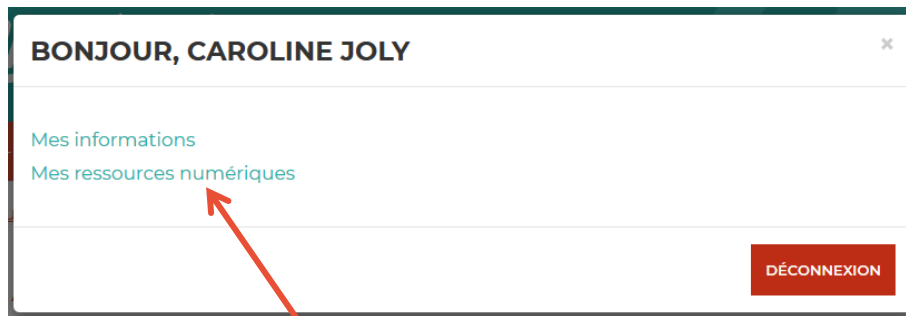 BONJOUR, CAROLINE JOLY
×
Mes informations
Mes ressources numériques
DÉCONNEXION